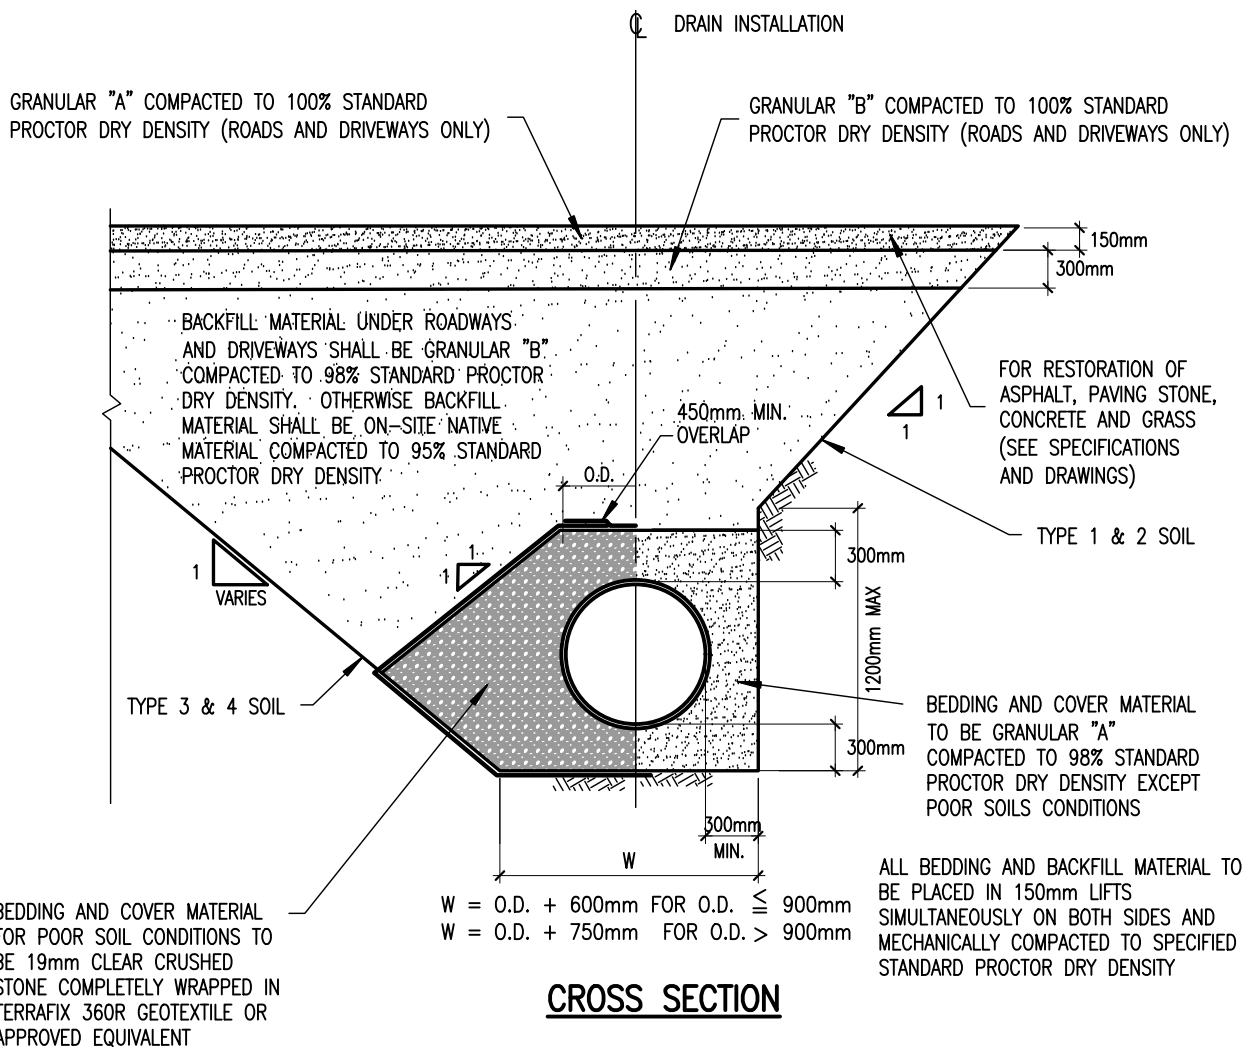 ℄ DRAIN INSTALLATION
GRANULAR "A" COMPACTED TO 100% STANDARD
PROCTOR DRY DENSITY (ROADS AND DRIVEWAYS ONLY)
GRANULAR "B" COMPACTED TO 100% STANDARD
PROCTOR DRY DENSITY (ROADS AND DRIVEWAYS ONLY)
150mm
300mm
BACKFILL MATERIAL UNDER ROADWAYS
AND DRIVEWAYS SHALL BE GRANULAR "B"
COMPACTED TO 98% STANDARD PROCTOR
DRY DENSITY. OTHERWISE BACKFILL
MATERIAL SHALL BE ON-SITE NATIVE
MATERIAL COMPACTED TO 95% STANDARD
PROCTOR DRY DENSITY
450mm MIN.
OVERLAP
O.D.
1
1
FOR RESTORATION OF
ASPHALT, PAVING STONE,
CONCRETE AND GRASS
(SEE SPECIFICATIONS
AND DRAWINGS)
TYPE 1 & 2 SOIL
1
VARIES
1
1
300mm
1200mm MAX
300mm
TYPE 3 & 4 SOIL
BEDDING AND COVER MATERIAL
TO BE GRANULAR "A"
COMPACTED TO 98% STANDARD
PROCTOR DRY DENSITY EXCEPT
POOR SOILS CONDITIONS
300mm
MIN.
W
W = O.D. + 600mm FOR O.D. ≦ 900mm
W = O.D. + 750mm FOR O.D. > 900mm
ALL BEDDING AND BACKFILL MATERIAL TO
BE PLACED IN 150mm LIFTS
SIMULTANEOUSLY ON BOTH SIDES AND
MECHANICALLY COMPACTED TO SPECIFIED
STANDARD PROCTOR DRY DENSITY
BEDDING AND COVER MATERIAL
FOR POOR SOIL CONDITIONS TO
BE 19mm CLEAR CRUSHED
STONE COMPLETELY WRAPPED IN
TERRAFIX 360R GEOTEXTILE OR
APPROVED EQUIVALENT
CROSS SECTION